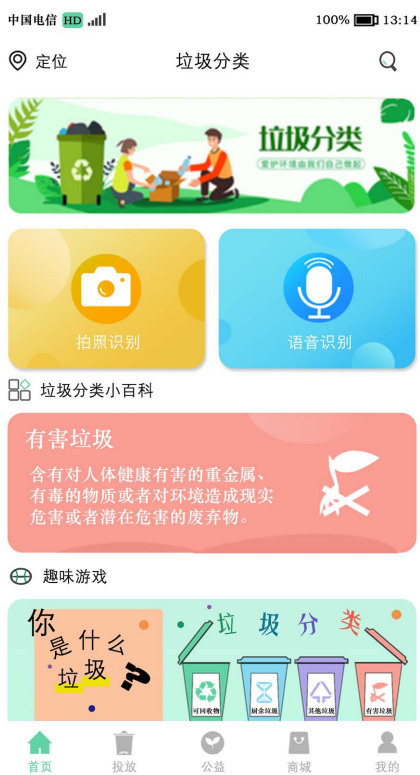 中国电信 HD 100% 13:14
定位 垃圾分类
垃圾分类
爱护环境由我们自己做起
拍照识别 语音识别
垃圾分类小百科
有害垃圾
含有对人体健康有害的重金属、
有毒的物质或者对环境造成现实
危害或者潜在危害的废弃物。
趣味游戏
你
是什么
垃圾?
垃圾分类
可回收物 厨余垃圾 其他垃圾 有害垃圾
首页 投放 公益 商城 我的